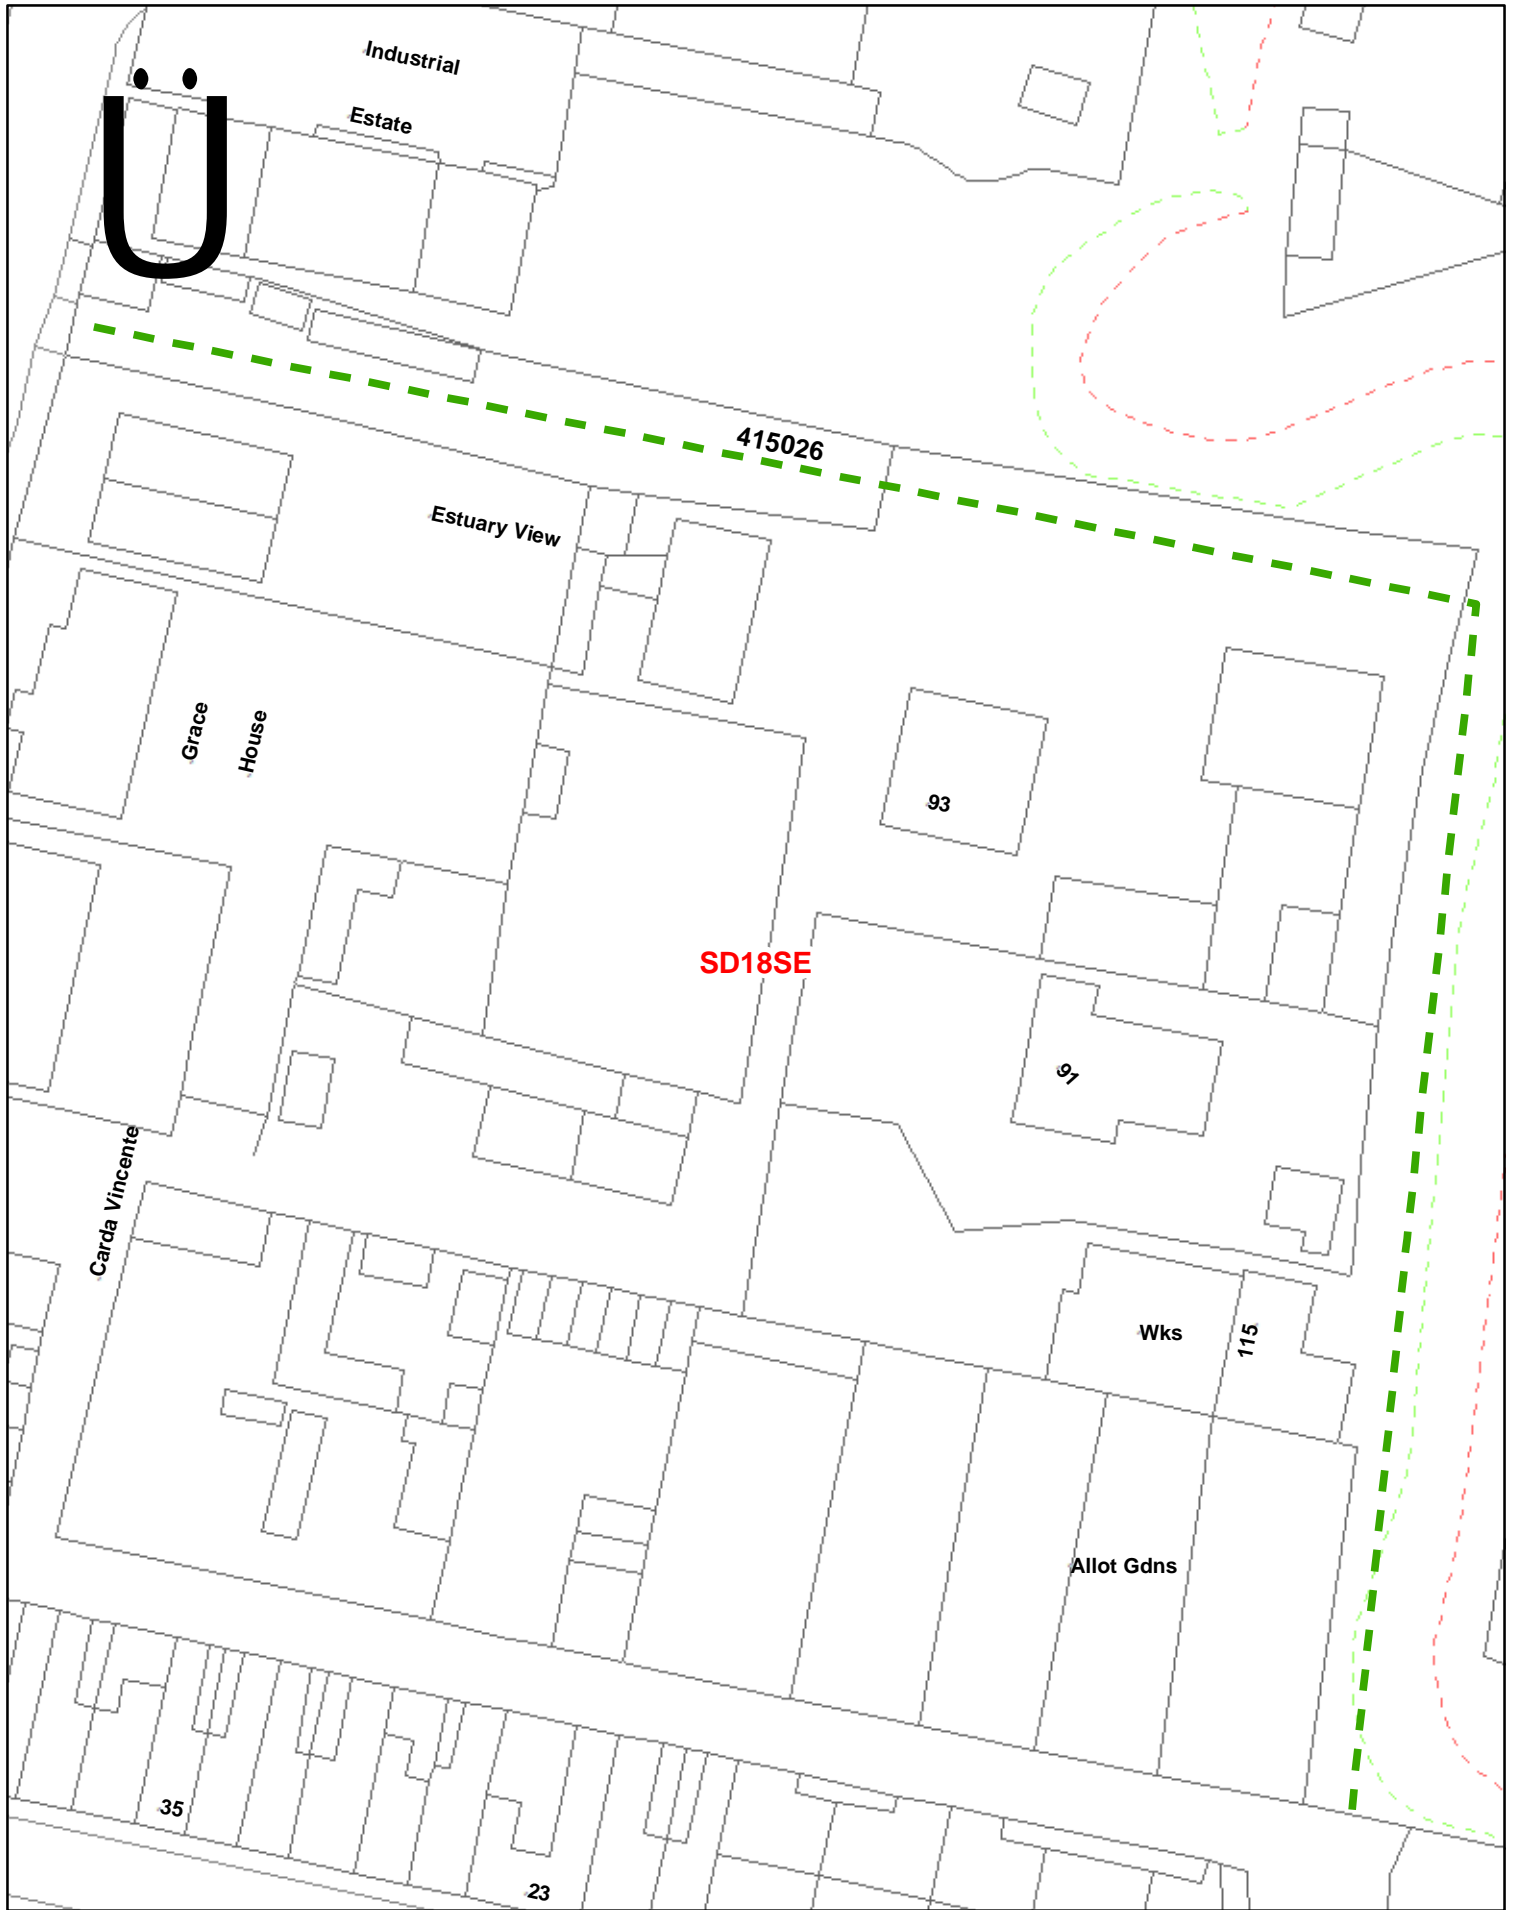 Industrial
Estate
Ü
415026
Estuary View
Grace
House
93
SD18SE
91
Carda Vincente
Wks
115
Allot Gdns
35
23